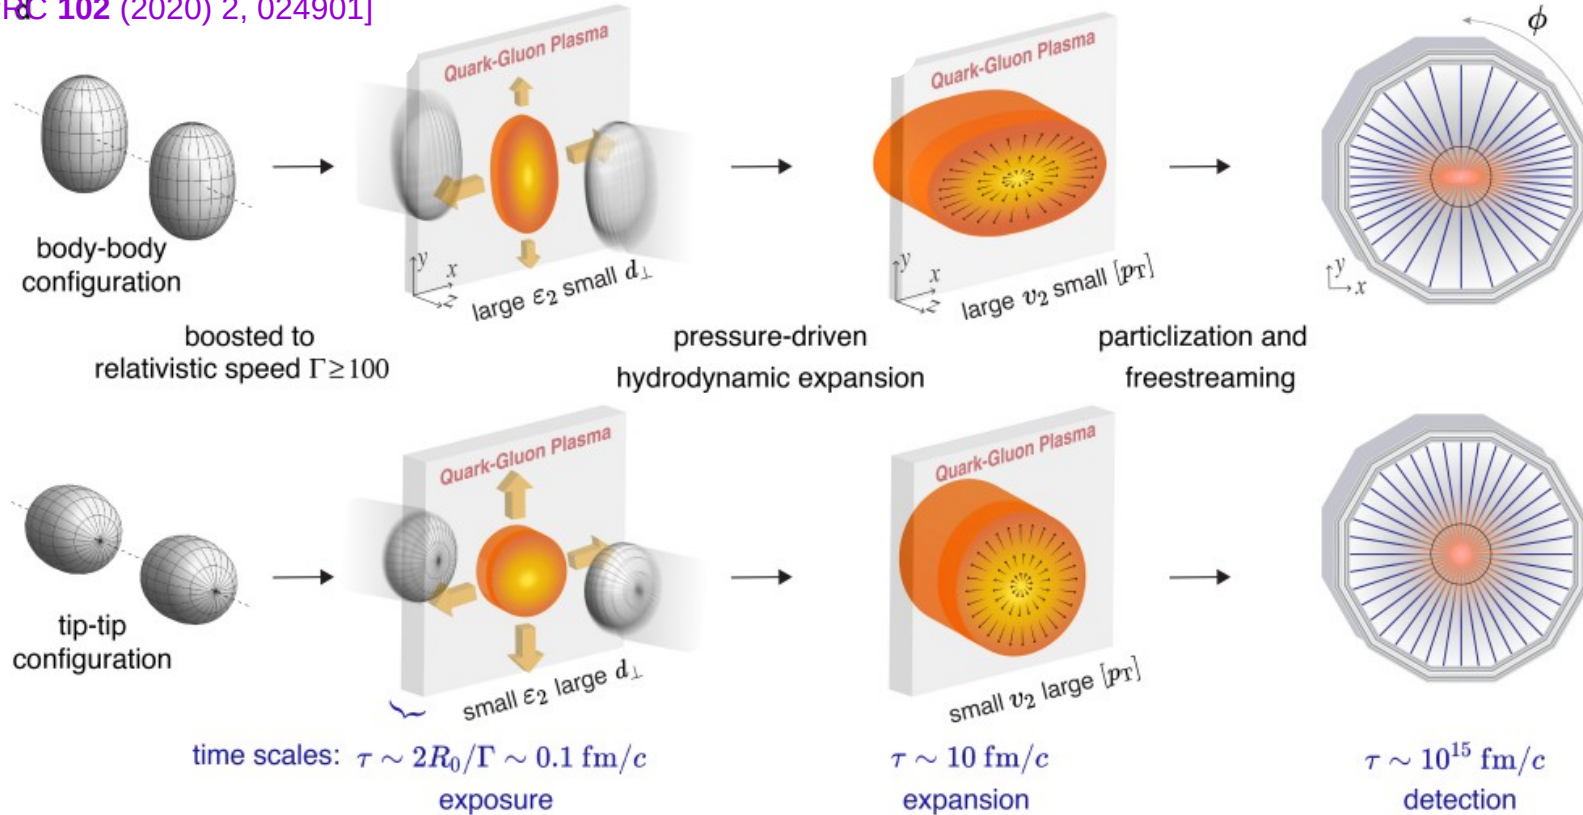 RC 102 (2020) 2, 024901]
ϕ
Quark-Gluon Plasma
Quark-Gluon Plasma
body-body
configuration
y
x
z
large ε₂ small d⊥
y
x
z
large v₂ small [pT]
y
x
boosted to
relativistic speed Γ≥100
pressure-driven
hydrodynamic expansion
particlization and
freestreaming
Quark-Gluon Plasma
Quark-Gluon Plasma
tip-tip
configuration
small ε₂ large d⊥
small v₂ large [pT]
time scales: τ ∼ 2R₀/Γ ∼ 0.1 fm/c
exposure
τ ∼ 10 fm/c
expansion
τ ∼ 10¹⁵ fm/c
detection